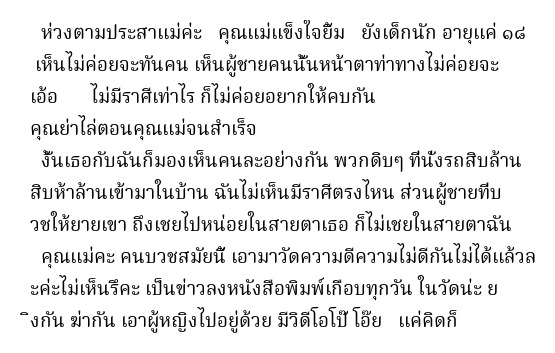 ห่วงตามประสาแม่ค่ะ คุณแม่แข็งใจยิ้ม ยังเด็กนัก อายุแค่ ๑๘
เห็นไม่ค่อยจะทันคน เห็นผู้ชายคนนั้นหน้าตาท่าทางไม่ค่อยจะ
เอ้อ ไม่มีราศีเท่าไร ก็ไม่ค่อยอยากให้คบกัน
คุณย่าไล่ตอนคุณแม่จนสำเร็จ
งั้นเธอกับฉันก็มองเห็นคนละอย่างกัน พวกดิบๆ ทีนั่งรถสิบล้าน
สิบห้าล้านเข้ามาในบ้าน ฉันไม่เห็นมีราศีตรงไหน ส่วนผู้ชายทีบ
วชให้ยายเขา ถึงเชยไปหน่อยในสายตาเธอ ก็ไม่เชยในสายตาฉัน
คุณแม่คะ คนบวชสมัยนี้ เอามาวัดความดีความไม่ดีกันไม่ได้แล้วล
ะค่ะไม่เห็นรึคะ เป็นข่าวลงหนังสือพิมพ์เกือบทุกวัน ในวัดน่ะ ย
ิงกัน ฆ่ากัน เอาผู้หญิงไปอยู่ด้วย มีวิดีโอโป๊ โอ๊ย แค่คิดก็